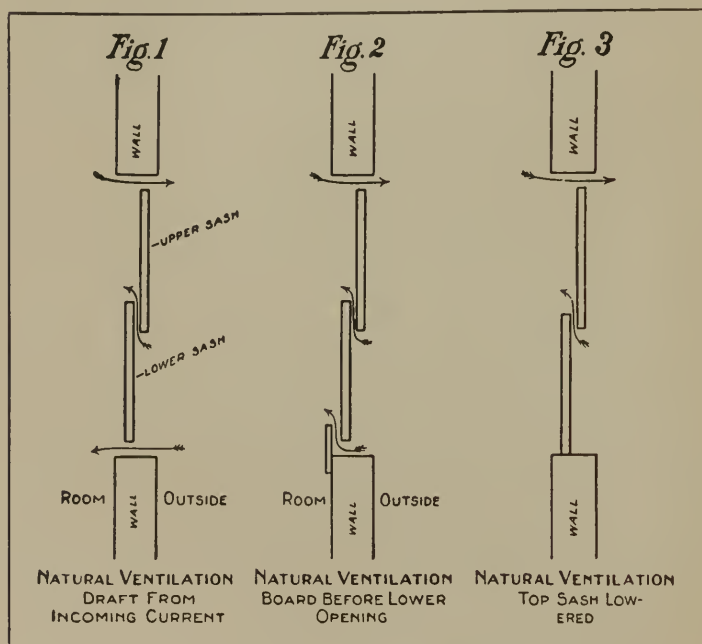 Fig. 1
Fig. 2
Fig. 3
WALL
WALL
WALL
UPPER SASH
LOWER SASH
ROOM
WALL
OUTSIDE
ROOM
WALL
OUTSIDE
WALL
NATURAL VENTILATION
DRAFT FROM
INCOMING CURRENT
NATURAL VENTILATION
BOARD BEFORE LOWER
OPENING
NATURAL VENTILATION
TOP SASH LOW-
ERED